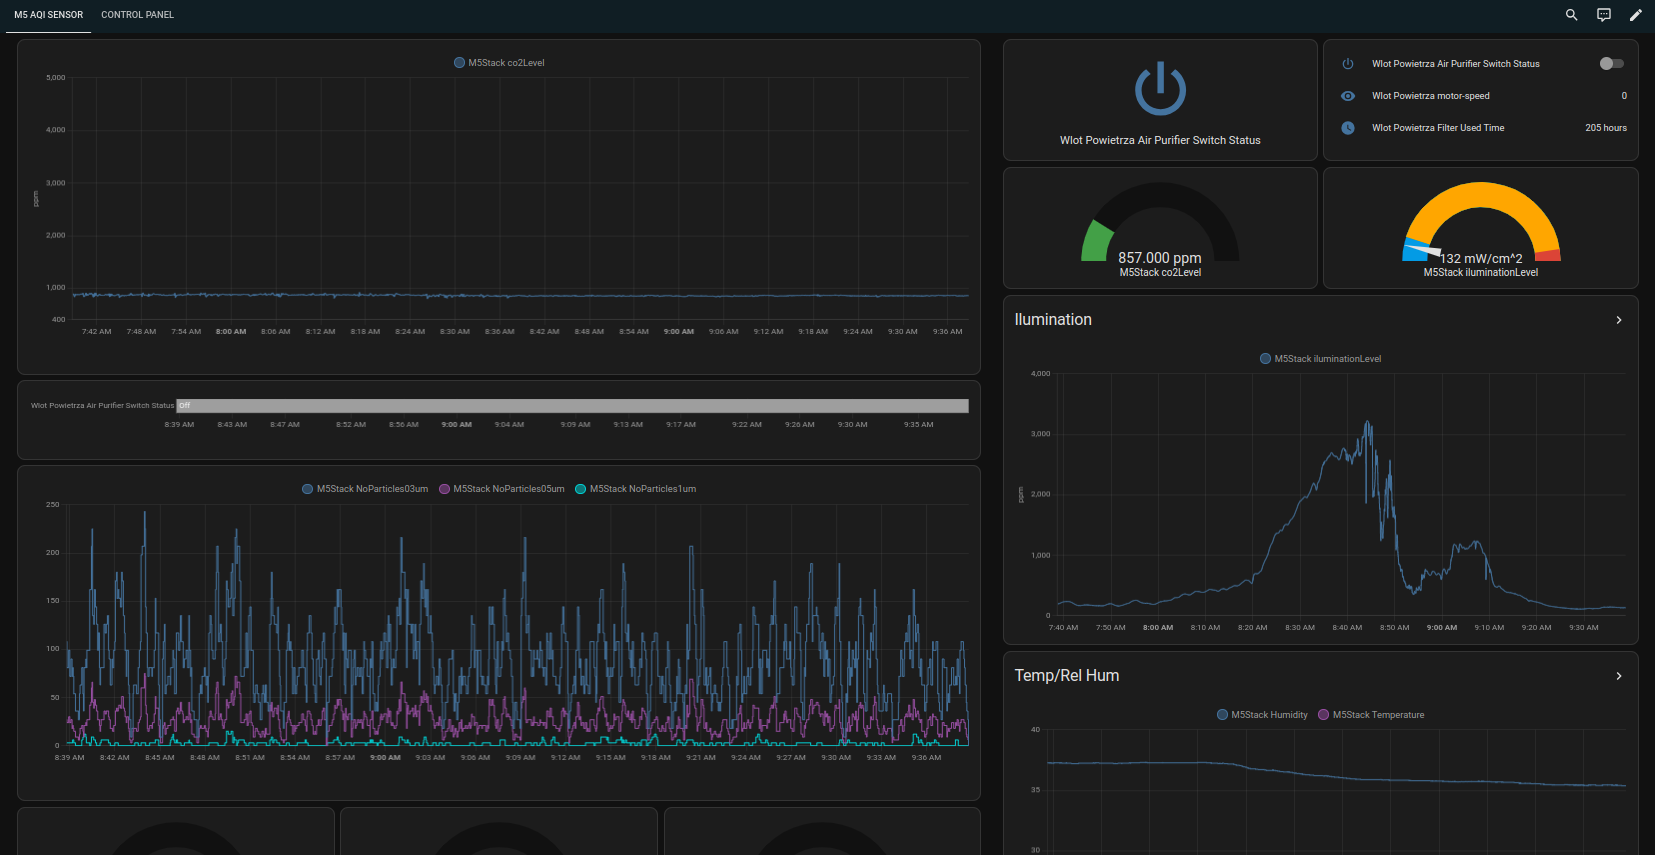 M5 AQI SENSOR CONTROL PANEL
M5Stack co2Level
5,000
4,000
3,000
2,000
1,000
400
ppm
7:42 AM 7:48 AM 7:54 AM 8:00 AM 8:06 AM 8:12 AM 8:18 AM 8:24 AM 8:30 AM 8:36 AM 8:42 AM 8:48 AM 8:54 AM 9:00 AM 9:06 AM 9:12 AM 9:18 AM 9:24 AM 9:30 AM 9:36 AM
Wlot Powietrza Air Purifier Switch Status Off
8:39 AM 8:43 AM 8:47 AM 8:52 AM 8:56 AM 9:00 AM 9:04 AM 9:09 AM 9:13 AM 9:17 AM 9:22 AM 9:26 AM 9:30 AM 9:35 AM
M5Stack NoParticles03um M5Stack NoParticles05um M5Stack NoParticles1um
250
200
150
100
50
0
8:39 AM 8:42 AM 8:45 AM 8:48 AM 8:51 AM 8:54 AM 8:57 AM 9:00 AM 9:03 AM 9:06 AM 9:09 AM 9:12 AM 9:15 AM 9:18 AM 9:21 AM 9:24 AM 9:27 AM 9:30 AM 9:33 AM 9:36 AM
Wlot Powietrza Air Purifier Switch Status
Wlot Powietrza Air Purifier Switch Status
Wlot Powietrza motor-speed 0
Wlot Powietrza Filter Used Time 205 hours
857.000 ppm
M5Stack co2Level
132 mW/cm^2
M5Stack iluminationLevel
Ilumination
M5Stack iluminationLevel
4,000
3,000
2,000
1,000
0
ppm
7:40 AM 7:50 AM 8:00 AM 8:10 AM 8:20 AM 8:30 AM 8:40 AM 8:50 AM 9:00 AM 9:10 AM 9:20 AM 9:30 AM
Temp/Rel Hum
M5Stack Humidity M5Stack Temperature
40
35
30